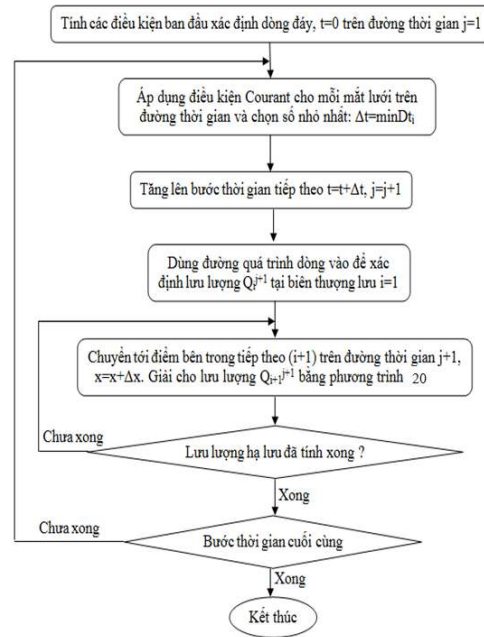 Tính các điều kiện ban đầu xác định dòng đáy, t=0 trên đường thời gian j=1
Áp dụng điều kiện Courant cho mỗi mắt lưới trên
đường thời gian và chọn số nhỏ nhất: Δt=minDtᵢ
Tăng lên bước thời gian tiếp theo t=t+Δt, j=j+1
Dùng đường quá trình dòng vào để xác
định lưu lượng Qᵢʲ⁺¹ tại biên thượng lưu i=1
Chuyển tới điểm bên trong tiếp theo (i+1) trên đường thời gian j+1,
x=x+Δx. Giải cho lưu lượng Qᵢ₊₁ʲ⁺¹ bằng phương trình 20
Chưa xong
Lưu lượng hạ lưu đã tính xong ?
Xong
Chưa xong
Bước thời gian cuối cùng
Xong
Kết thúc